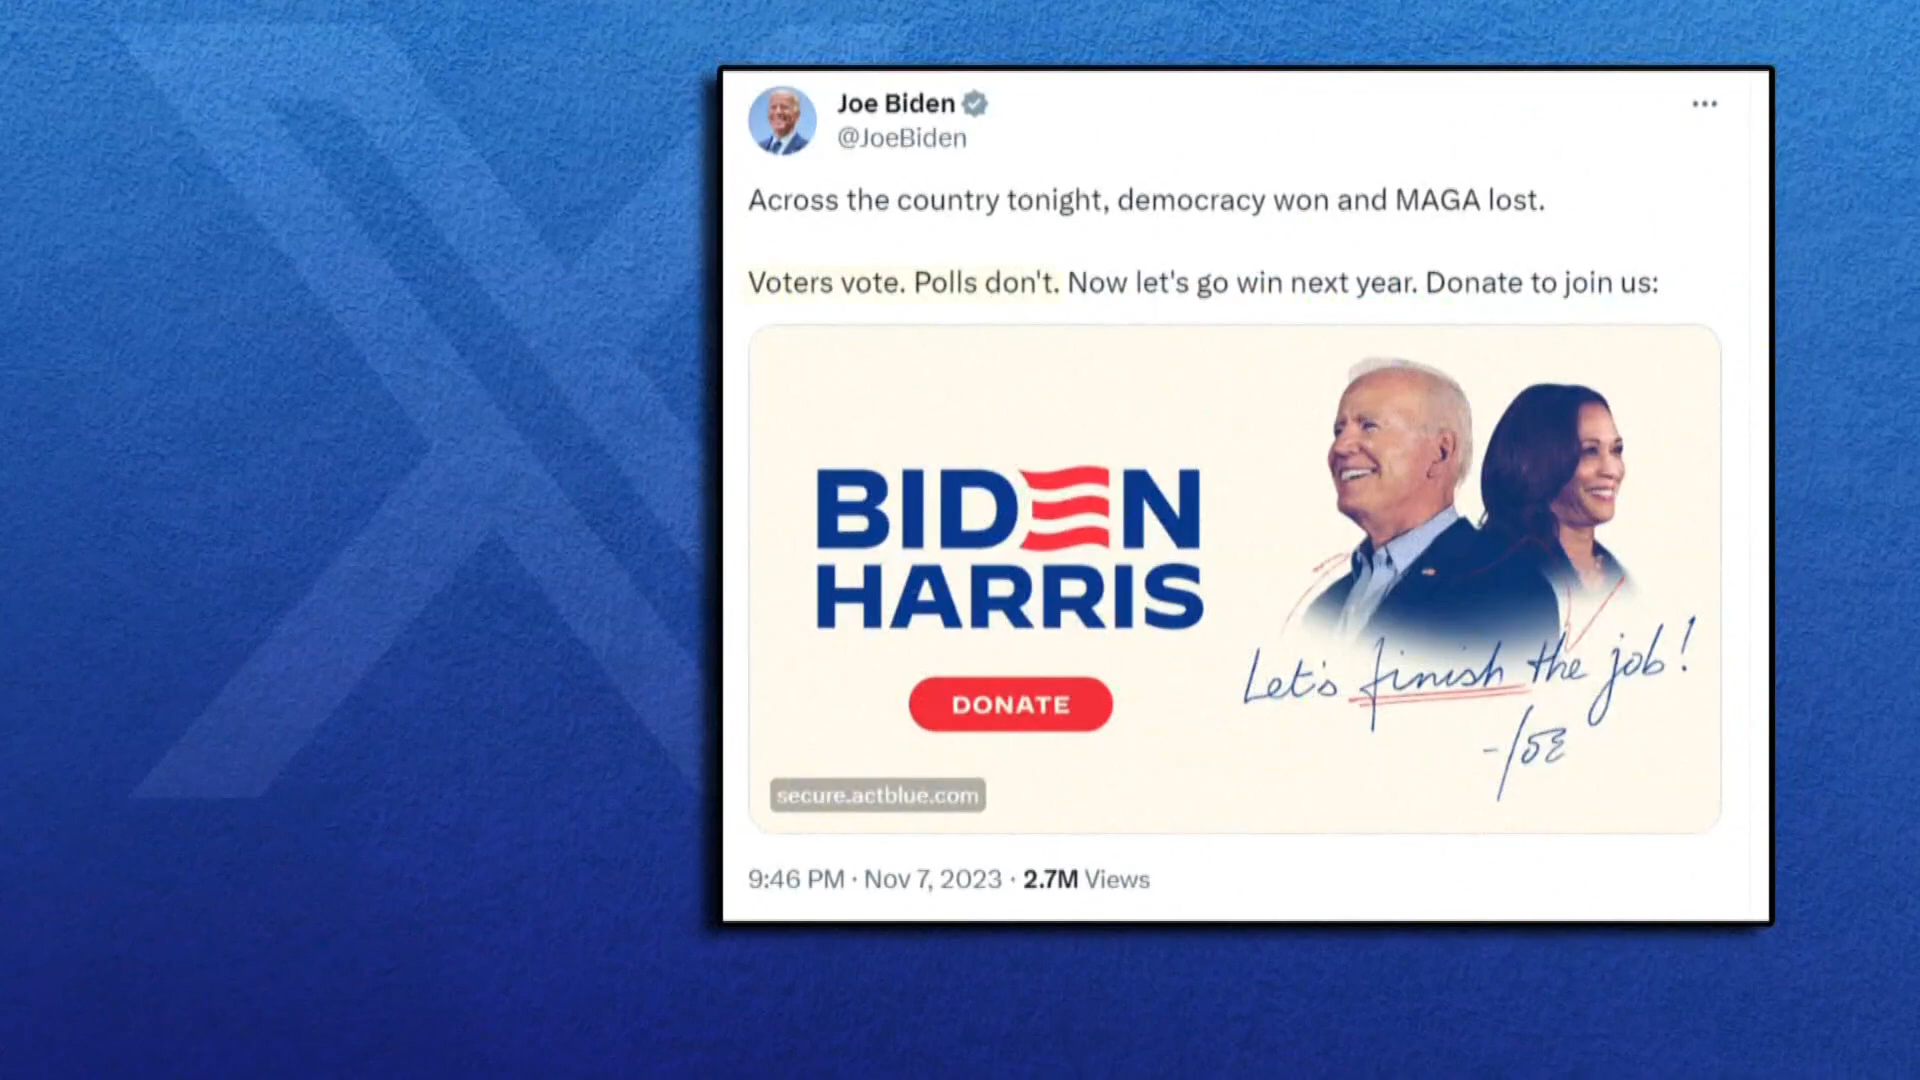 Joe Biden
@JoeBiden
Across the country tonight, democracy won and MAGA lost.
Voters vote. Polls don't. Now let's go win next year. Donate to join us:
BIDEN
HARRIS
DONATE
Let's finish the job!
-JOE
secure.actblue.com
9:46 PM · Nov 7, 2023 · 2.7M Views